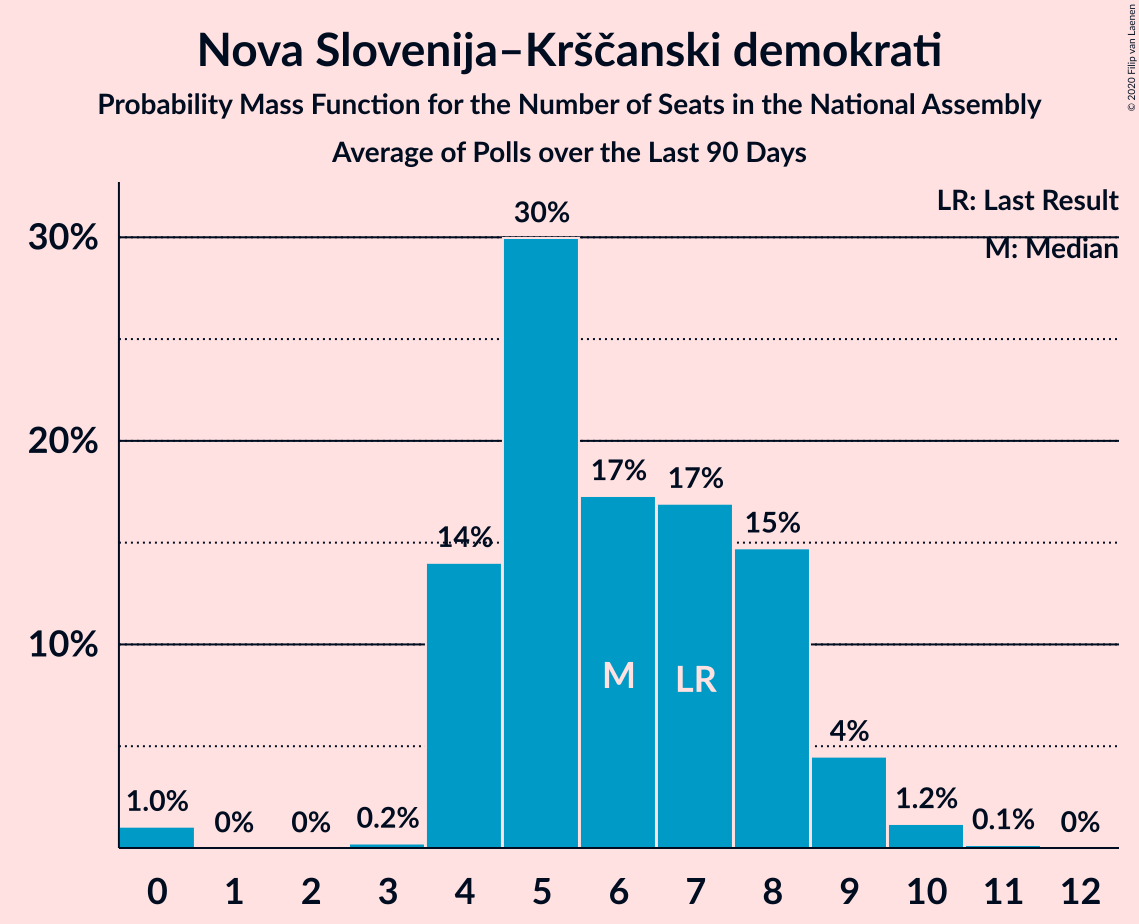 Nova Slovenija–Krščanski demokrati
Probability Mass Function for the Number of Seats in the National Assembly
Average of Polls over the Last 90 Days
© 2020 Filip van Laenen
LR: Last Result
M: Median
30%
20%
10%
1.0%
0%
0%
0.2%
14%
30%
17%
17%
15%
4%
1.2%
0.1%
0%
M
LR
0 1 2 3 4 5 6 7 8 9 10 11 12